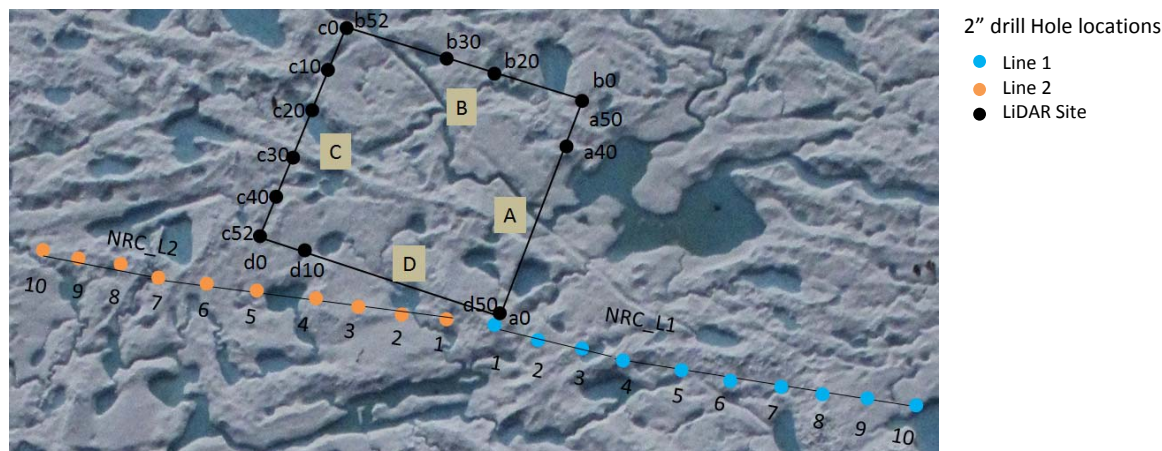 2” drill Hole locations
Line 1
Line 2
LiDAR Site
c0 b52
b30
b20
b0
a50
a40
c10
c20
c30
c40
c52
d0
d10
d50
a0
B
C
A
D
NRC_L2
10 9 8 7 6 5 4 3 2 1
NRC_L1
1 2 3 4 5 6 7 8 9 10